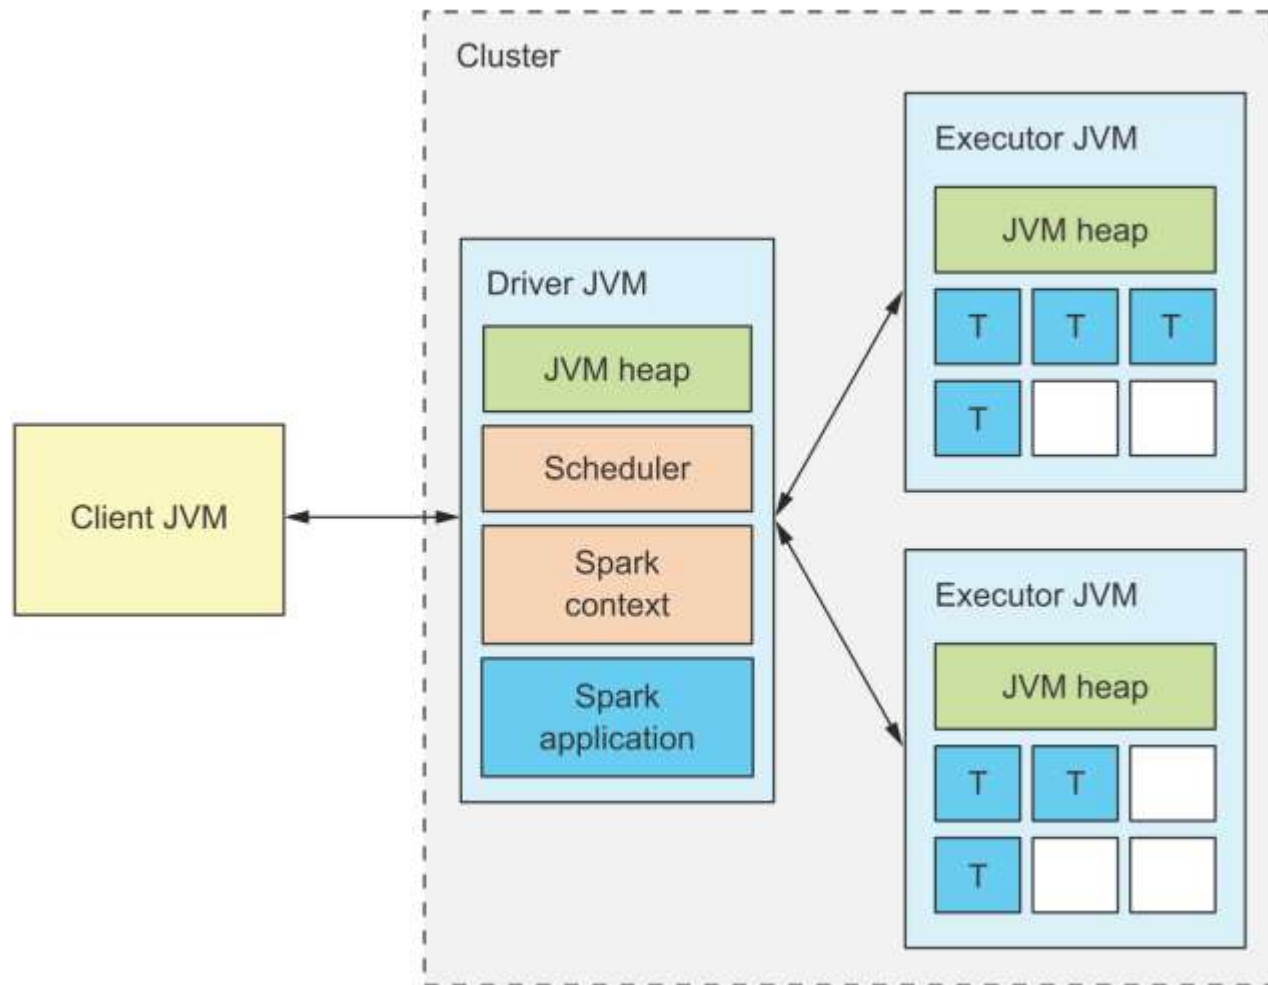 Cluster
Client JVM
Driver JVM
JVM heap
Scheduler
Spark
context
Spark
application
Executor JVM
JVM heap
T T T
T
Executor JVM
JVM heap
T T
T